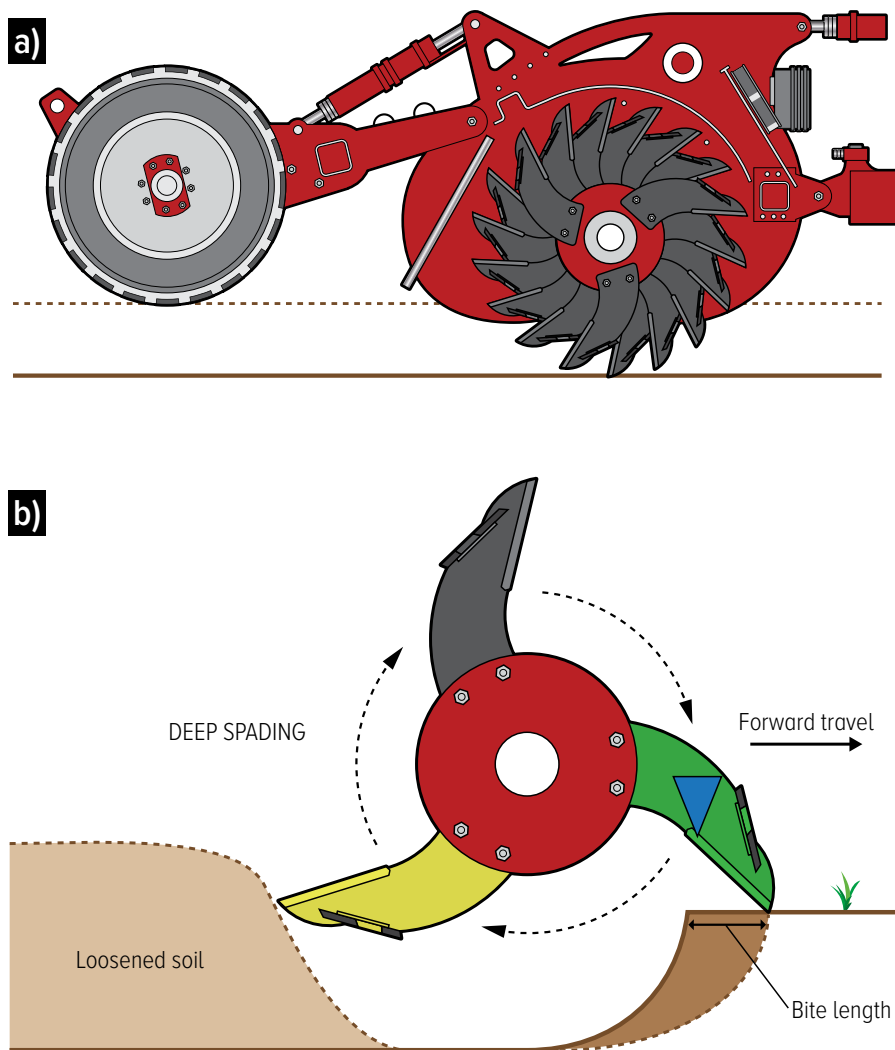 a)
b)
DEEP SPADING
Forward travel
Loosened soil
Bite length